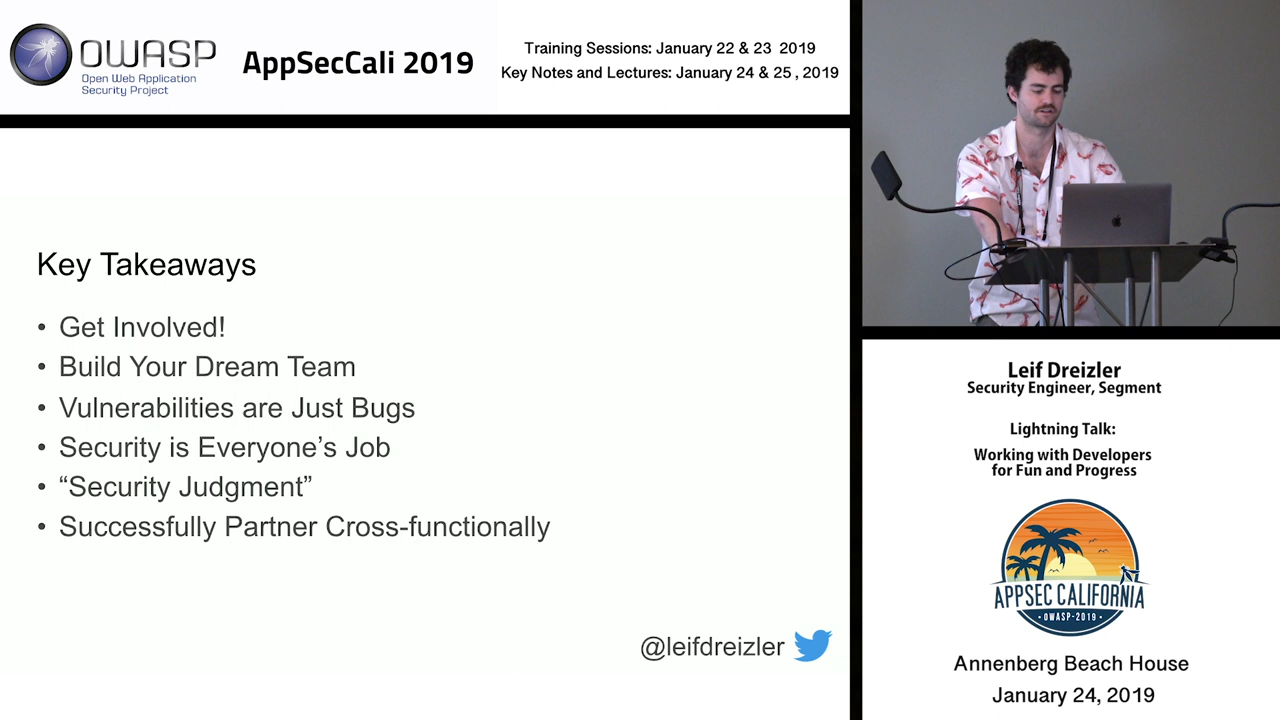 OWASP
Open Web Application
Security Project
AppSecCali 2019
Training Sessions: January 22 & 23 2019
Key Notes and Lectures: January 24 & 25 , 2019
Key Takeaways
• Get Involved!
• Build Your Dream Team
• Vulnerabilities are Just Bugs
• Security is Everyone’s Job
• “Security Judgment”
• Successfully Partner Cross-functionally
@leifdreizler
Leif Dreizler
Security Engineer, Segment
Lightning Talk:
Working with Developers
for Fun and Progress
APPSEC CALIFORNIA
• OWASP-2019 •
Annenberg Beach House
January 24, 2019